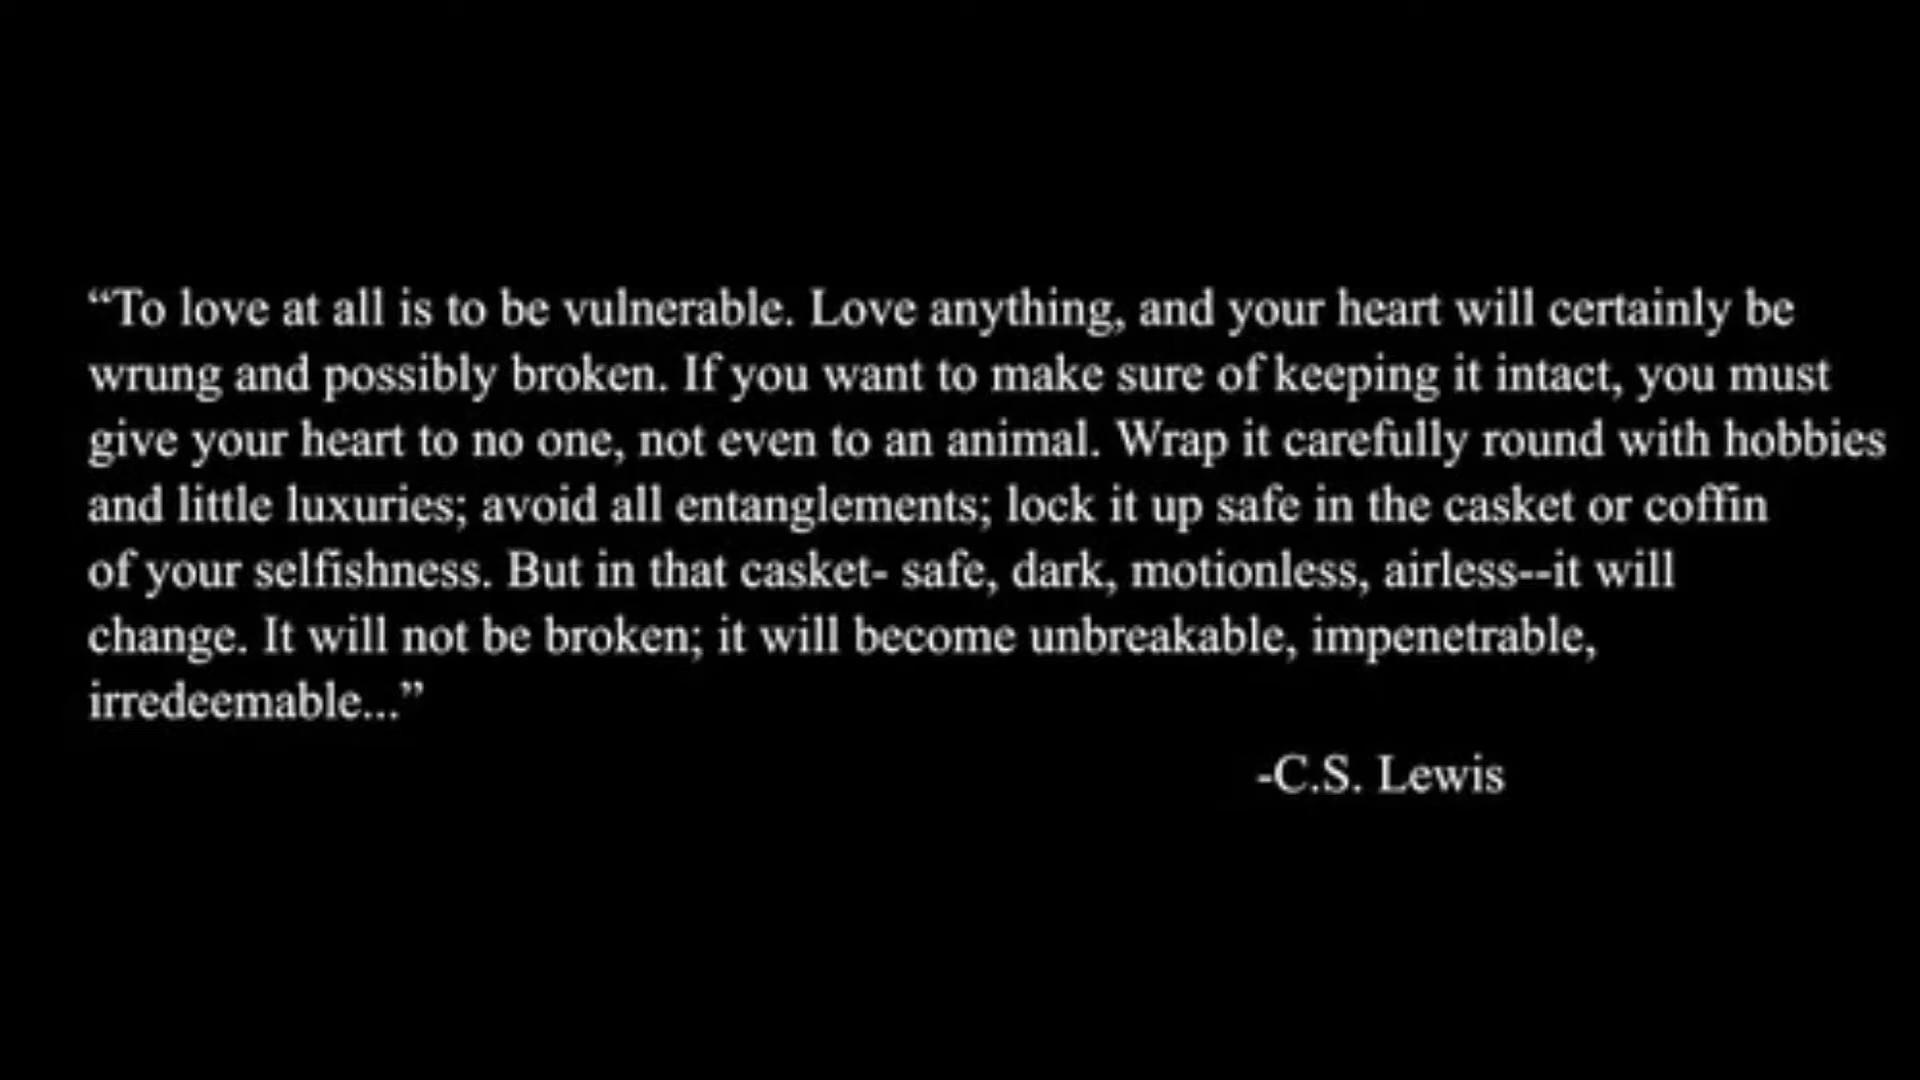 “To love at all is to be vulnerable. Love anything, and your heart will certainly be
wrung and possibly broken. If you want to make sure of keeping it intact, you must
give your heart to no one, not even to an animal. Wrap it carefully round with hobbies
and little luxuries; avoid all entanglements; lock it up safe in the casket or coffin
of your selfishness. But in that casket- safe, dark, motionless, airless--it will
change. It will not be broken; it will become unbreakable, impenetrable,
irredeemable...”
-C.S. Lewis